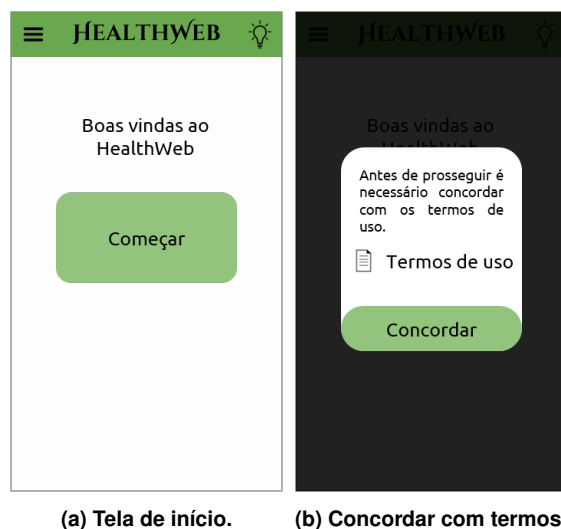 HEALTHWEB
Boas vindas ao
HealthWeb
Começar
(a) Tela de início.
HEALTHWEB
Boas vindas ao
HealthWeb
Antes de prosseguir é
necessário concordar
com os termos de
uso.
Termos de uso
Concordar
(b) Concordar com termos